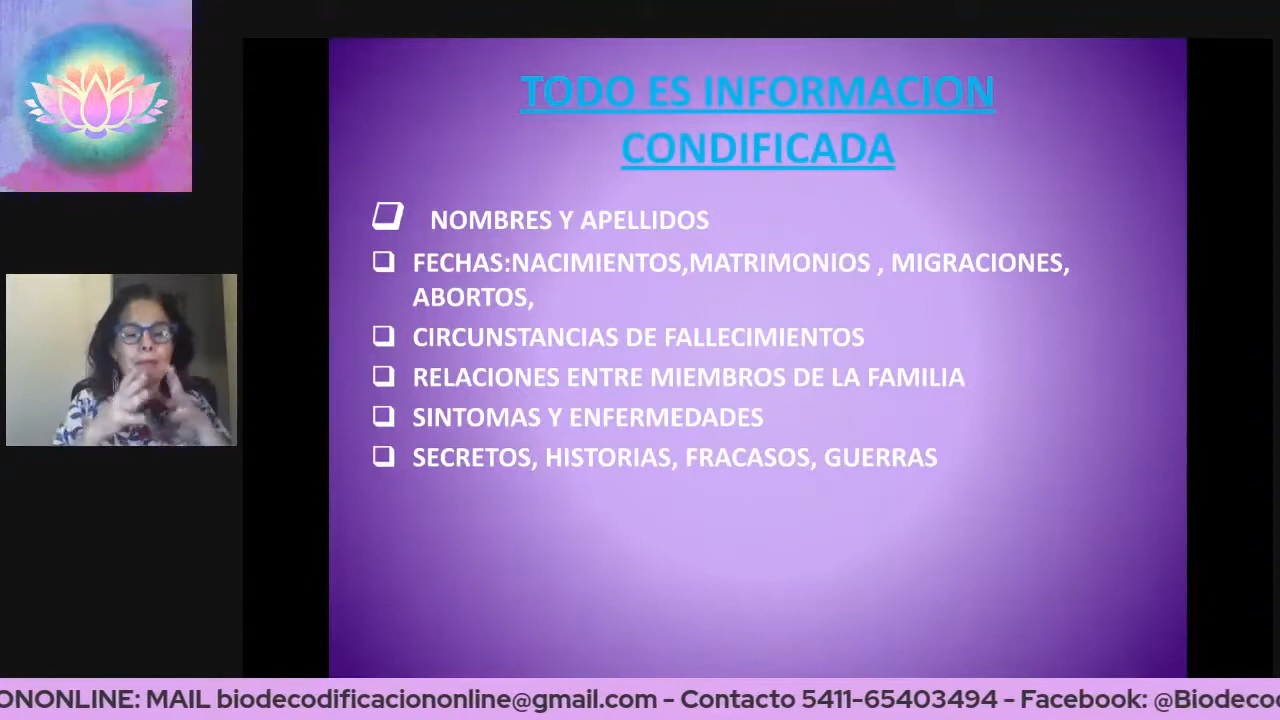 TODO ES INFORMACION
CONDIFICADA
NOMBRES Y APELLIDOS
FECHAS:NACIMIENTOS,MATRIMONIOS , MIGRACIONES,
ABORTOS,
CIRCUNSTANCIAS DE FALLECIMIENTOS
RELACIONES ENTRE MIEMBROS DE LA FAMILIA
SINTOMAS Y ENFERMEDADES
SECRETOS, HISTORIAS, FRACASOS, GUERRAS
ONONLINE: MAIL biodecodificaciononline@gmail.com - Contacto 5411-65403494 - Facebook: @Biodeco